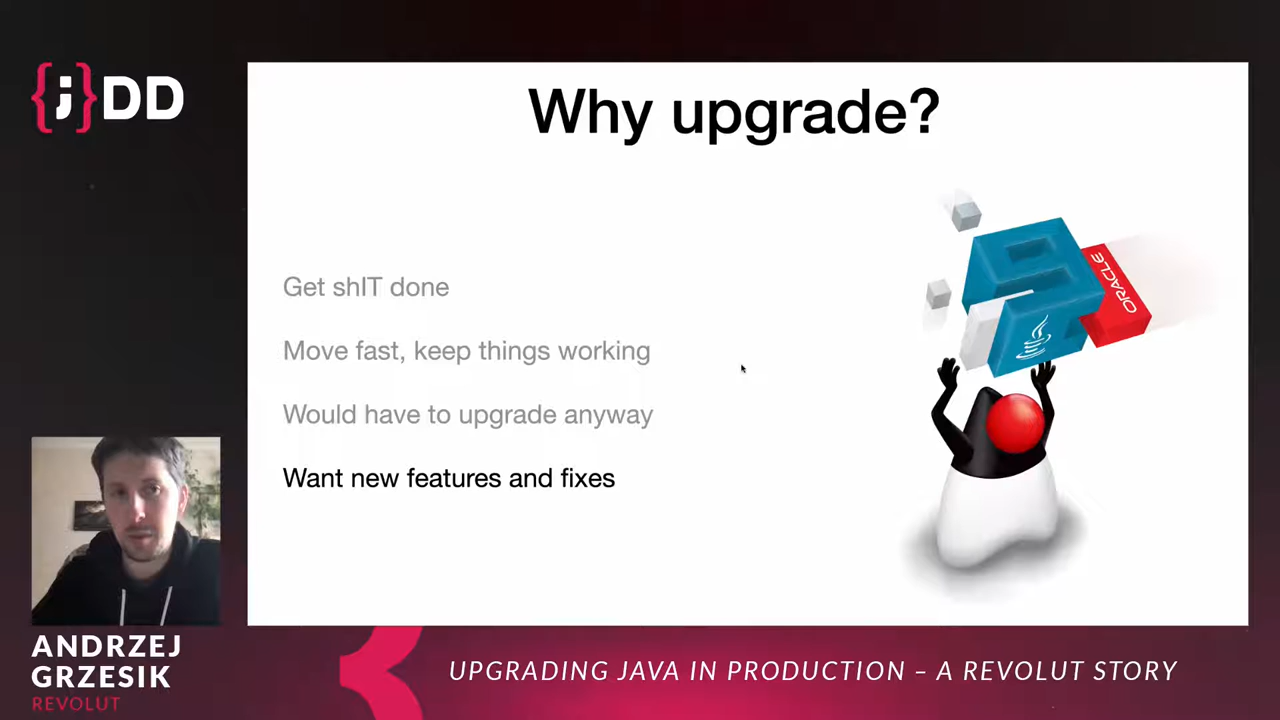 {;}DD
Why upgrade?
Get shIT done
Move fast, keep things working
Would have to upgrade anyway
Want new features and fixes
9
ORACLE
ANDRZEJ
GRZESIK
REVOLUT
UPGRADING JAVA IN PRODUCTION – A REVOLUT STORY